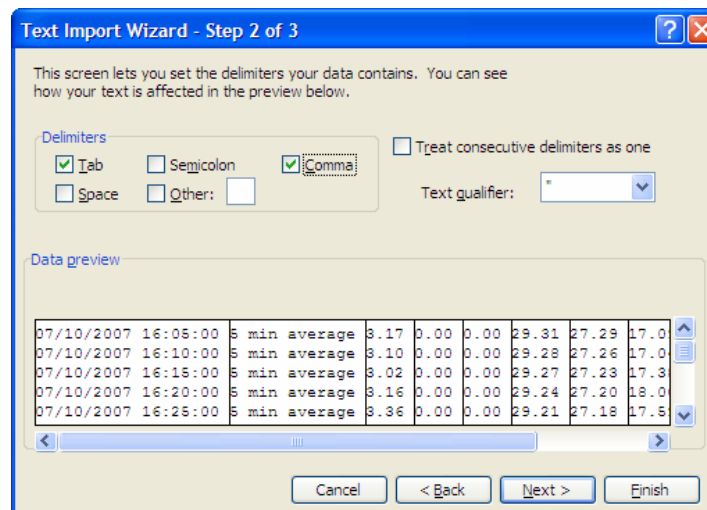 Text Import Wizard - Step 2 of 3
This screen lets you set the delimiters your data contains. You can see
how your text is affected in the preview below.
Delimiters
Tab Semicolon Comma
Space Other:
Treat consecutive delimiters as one
Text qualifier: "
Data preview
07/10/2007 16:05:00 5 min average 3.17 0.00 0.00 29.31 27.29
07/10/2007 16:10:00 5 min average 3.10 0.00 0.00 29.28 27.26
07/10/2007 16:15:00 5 min average 3.02 0.00 0.00 29.27 27.23
07/10/2007 16:20:00 5 min average 3.16 0.00 0.00 29.24 27.20
07/10/2007 16:25:00 5 min average 3.36 0.00 0.00 29.21 27.18
Cancel < Back Next > Finish